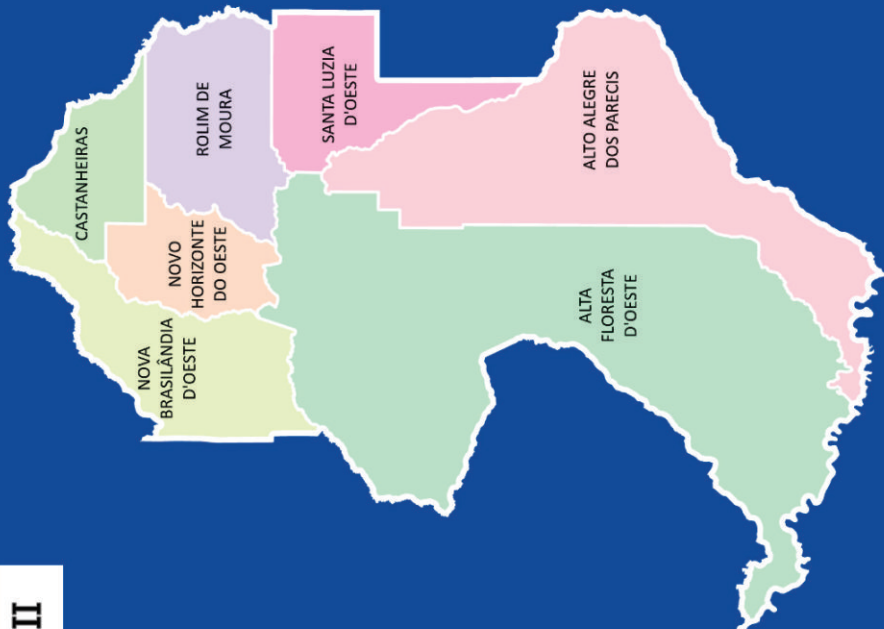 CASTANHEIRAS
ROLIM DE
MOURA
SANTA LUZIA
D'OESTE
NOVO
HORIZONTE
DO OESTE
NOVA
BRASILÂNDIA
D'OESTE
ALTO ALEGRE
DOS PARECIS
ALTA
FLORESTA
D'OESTE
II